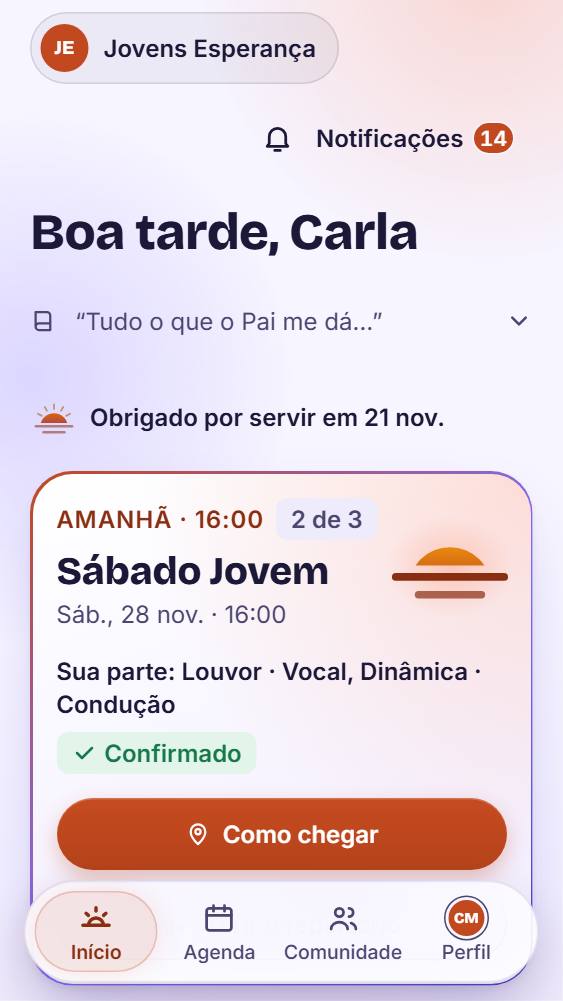 JE Jovens Esperança
Notificações 14
Boa tarde, Carla
“Tudo o que o Pai me dá...”
Obrigado por servir em 21 nov.
AMANHÃ · 16:00 2 de 3
Sábado Jovem
Sáb., 28 nov. · 16:00
Sua parte: Louvor · Vocal, Dinâmica ·
Condução
Confirmado
Como chegar
CM
Início Agenda Comunidade Perfil